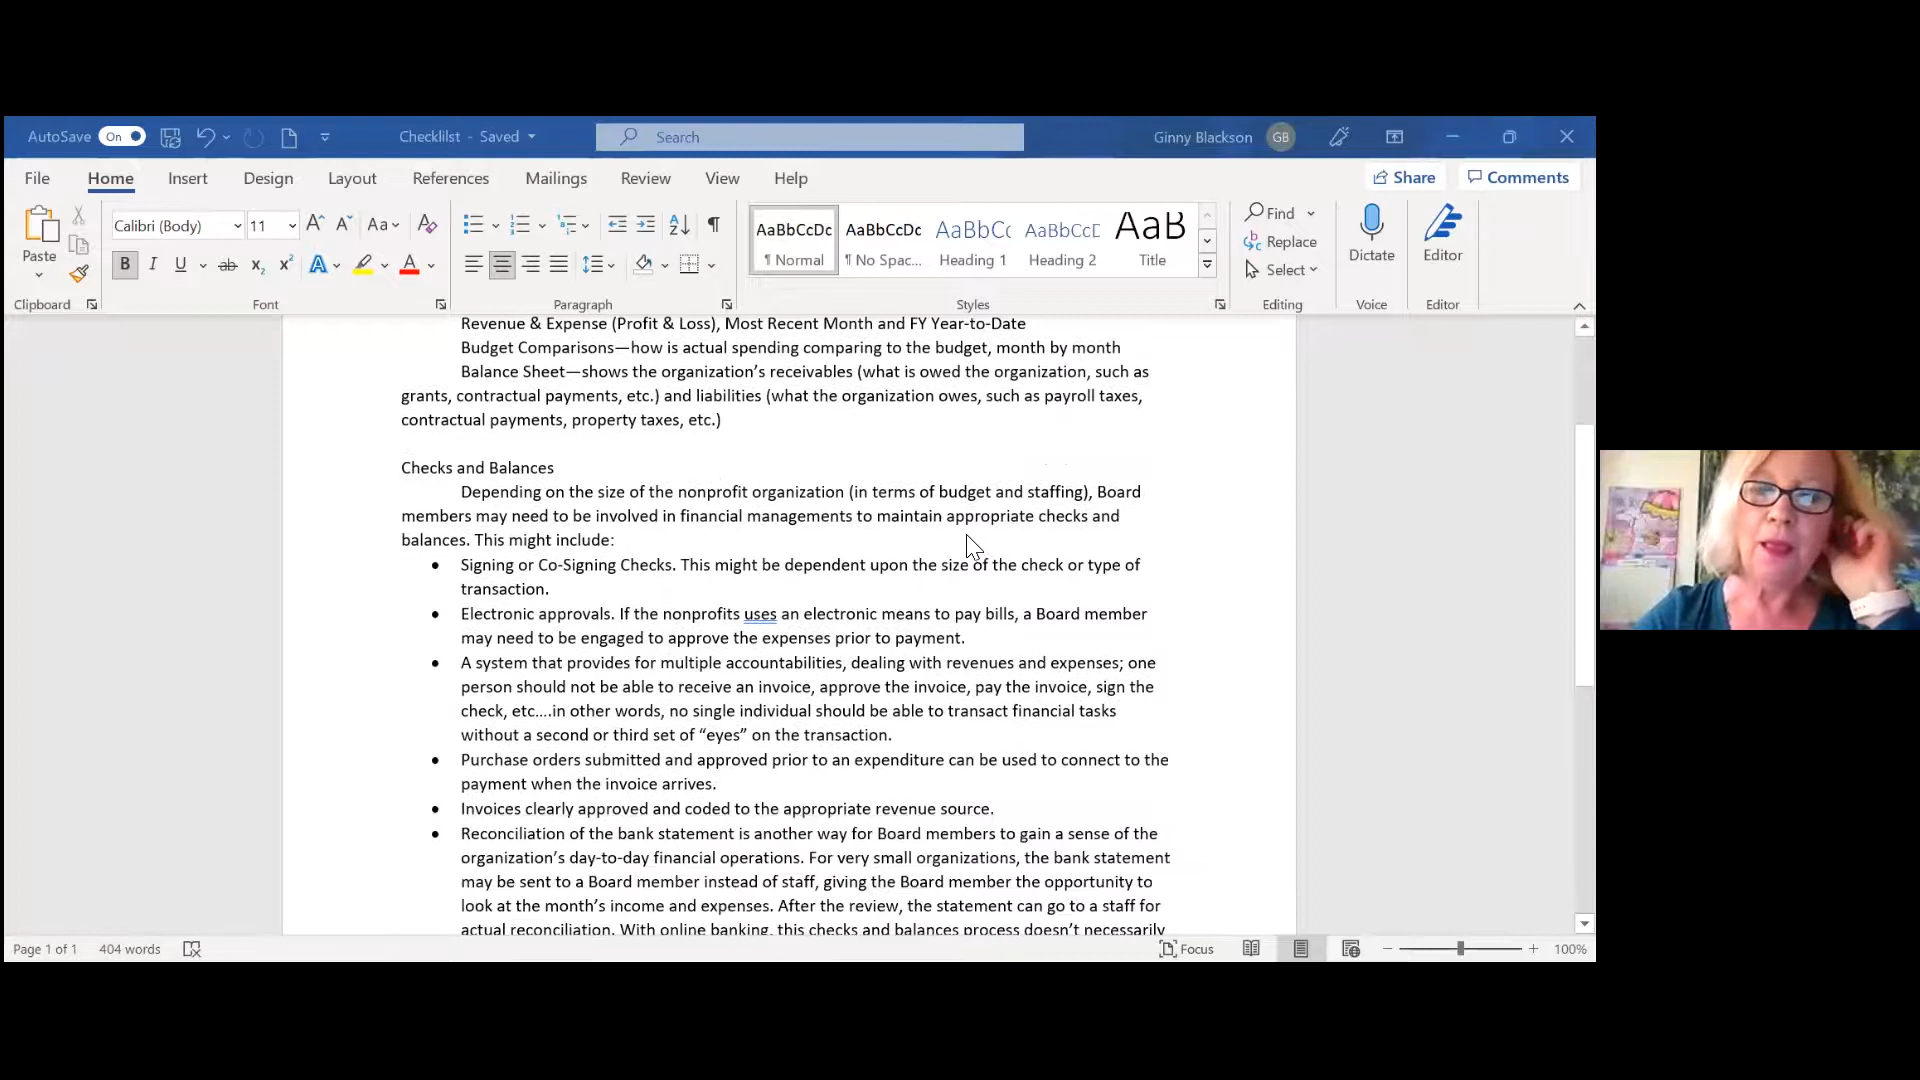 AutoSave On Checklist - Saved Search Ginny Blackson GB
File Home Insert Design Layout References Mailings Review View Help Share Comments
Calibri (Body) 11 Aa AaBbCcDc AaBbCcDc AaBbCc AaBbCcD AaB Find
Paste Normal No Spac... Heading 1 Heading 2 Title Replace Dictate Editor
Select
Clipboard Font Paragraph Styles Editing Voice Editor
Revenue & Expense (Profit & Loss), Most Recent Month and FY Year-to-Date
Budget Comparisons—how is actual spending comparing to the budget, month by month
Balance Sheet—shows the organization’s receivables (what is owed the organization, such as
grants, contractual payments, etc.) and liabilities (what the organization owes, such as payroll taxes,
contractual payments, property taxes, etc.)
Checks and Balances
Depending on the size of the nonprofit organization (in terms of budget and staffing), Board
members may need to be involved in financial managements to maintain appropriate checks and
balances. This might include:
• Signing or Co-Signing Checks. This might be dependent upon the size of the check or type of
transaction.
• Electronic approvals. If the nonprofits uses an electronic means to pay bills, a Board member
may need to be engaged to approve the expenses prior to payment.
• A system that provides for multiple accountabilities, dealing with revenues and expenses; one
person should not be able to receive an invoice, approve the invoice, pay the invoice, sign the
check, etc….in other words, no single individual should be able to transact financial tasks
without a second or third set of “eyes” on the transaction.
• Purchase orders submitted and approved prior to an expenditure can be used to connect to the
payment when the invoice arrives.
• Invoices clearly approved and coded to the appropriate revenue source.
• Reconciliation of the bank statement is another way for Board members to gain a sense of the
organization’s day-to-day financial operations. For very small organizations, the bank statement
may be sent to a Board member instead of staff, giving the Board member the opportunity to
look at the month’s income and expenses. After the review, the statement can go to a staff for
actual reconciliation. With online banking, this checks and balances process doesn’t necessarily
Page 1 of 1 404 words Focus 100%